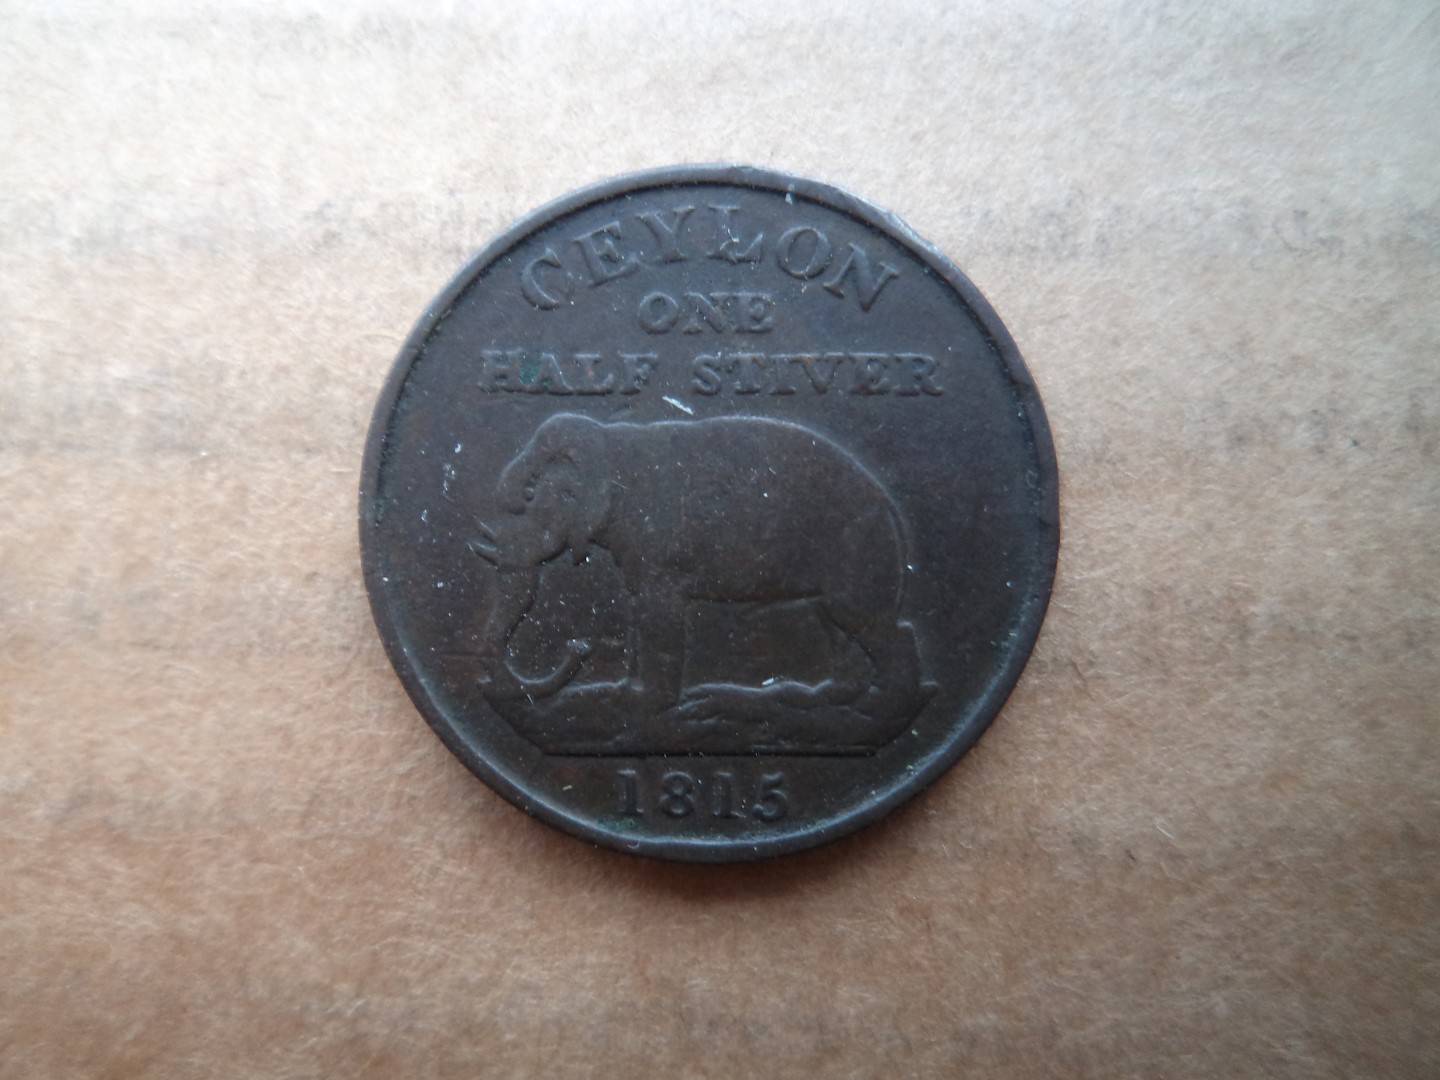 CEYLON
ONE
HALF STIVER
1815